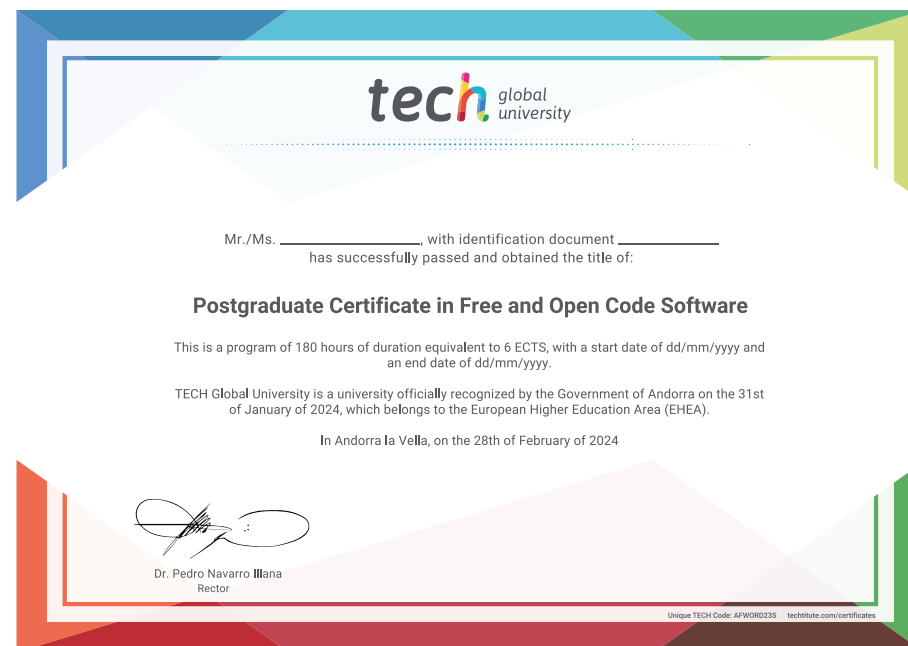 tech global
university
Mr./Ms. ____________________, with identification document ______________
has successfully passed and obtained the title of:
Postgraduate Certificate in Free and Open Code Software
This is a program of 180 hours of duration equivalent to 6 ECTS, with a start date of dd/mm/yyyy and
an end date of dd/mm/yyyy.
TECH Global University is a university officially recognized by the Government of Andorra on the 31st
of January of 2024, which belongs to the European Higher Education Area (EHEA).
In Andorra la Vella, on the 28th of February of 2024
Dr. Pedro Navarro Illana
Rector
Unique TECH Code: AFWORD23S techtitute.com/certificates